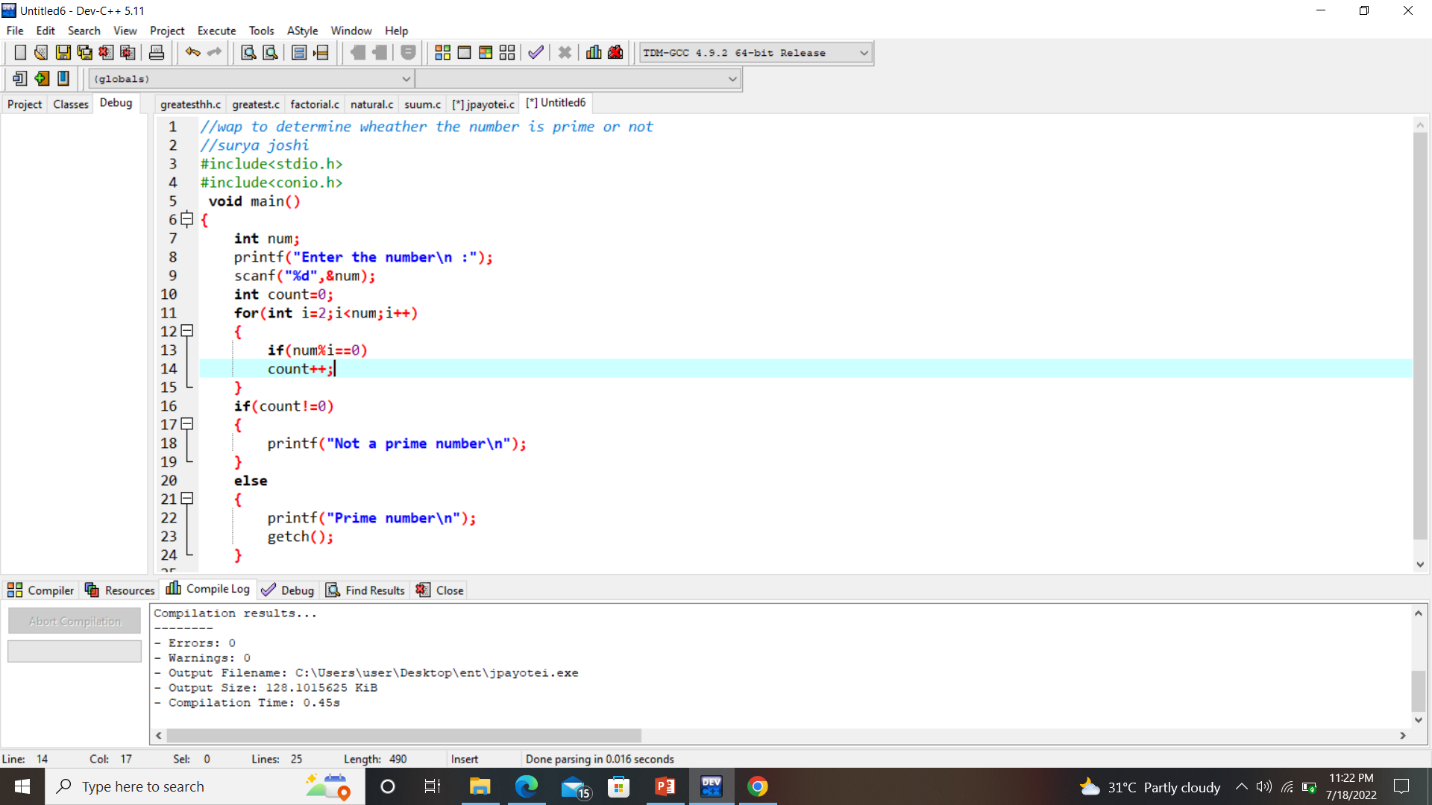 Untitled6 - Dev-C++ 5.11
File Edit Search View Project Execute Tools AStyle Window Help
TDM-GCC 4.9.2 64-bit Release
(globals)
Project Classes Debug greatesthh.c greatest.c factorial.c natural.c suum.c [*] jpayotei.c [*] Untitled6
1 //wap to determine wheather the number is prime or not
2 //surya joshi
3 #include<stdio.h>
4 #include<conio.h>
5 void main()
6 {
7 int num;
8 printf("Enter the number\n :");
9 scanf("%d",&num);
10 int count=0;
11 for(int i=2;i<num;i++)
12 {
13 if(num%i==0)
14 count++;
15 }
16 if(count!=0)
17 {
18 printf("Not a prime number\n");
19 }
20 else
21 {
22 printf("Prime number\n");
23 getch();
24 }
Compiler Resources Compile Log Debug Find Results Close
Abort Compilation
Compilation results...
--------
- Errors: 0
- Warnings: 0
- Output Filename: C:\Users\user\Desktop\ent\jpayotei.exe
- Output Size: 128.1015625 KiB
- Compilation Time: 0.45s
Line: 14 Col: 17 Sel: 0 Lines: 25 Length: 490 Insert Done parsing in 0.016 seconds
Type here to search
15
DEV
31°C Partly cloudy
11:22 PM
7/18/2022